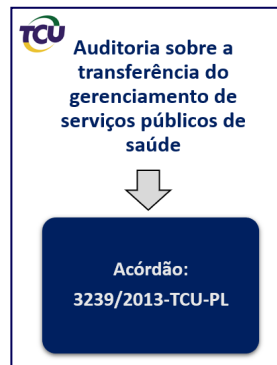 TCU
Auditoria sobre a
transferência do
gerenciamento de
serviços públicos de
saúde
Acórdão:
3239/2013-TCU-PL